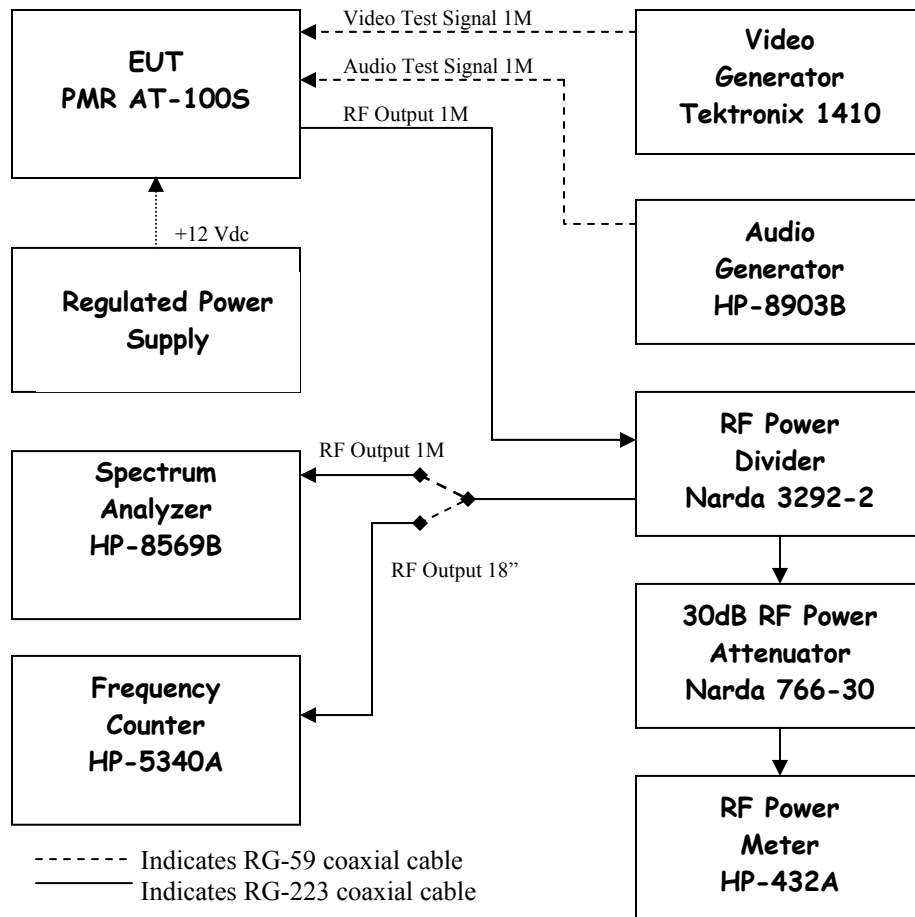 Video Test Signal 1M
EUT
PMR AT-100S
Audio Test Signal 1M
RF Output 1M
Video
Generator
Tektronix 1410
+12 Vdc
Regulated Power
Supply
Audio
Generator
HP-8903B
RF Output 1M
Spectrum
Analyzer
HP-8569B
RF Power
Divider
Narda 3292-2
RF Output 18”
30dB RF Power
Attenuator
Narda 766-30
Frequency
Counter
HP-5340A
RF Power
Meter
HP-432A
Indicates RG-59 coaxial cable
Indicates RG-223 coaxial cable